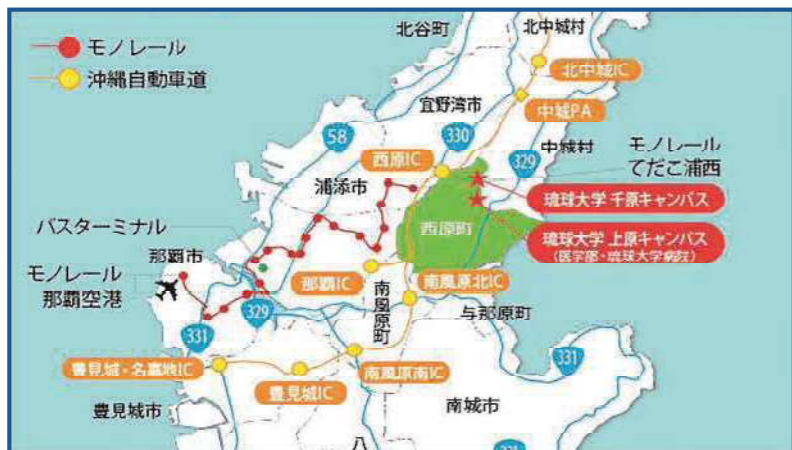 モノレール
沖縄自動車道
北谷町
北中城村
北中城IC
中城PA
宜野湾市
58
330
329
中城村
モノレール
てだこ浦西
西原IC
浦添市
琉球大学 千原キャンパス
西原町
琉球大学 上原キャンパス
(医学部・琉球大学病院)
バスターミナル
那覇市
モノレール
那覇空港
那覇IC
南風原北IC
329
331
南風原町
与那原町
331
豊見城・名嘉地IC
豊見城IC
南風原南IC
豊見城市
南城市
八
331